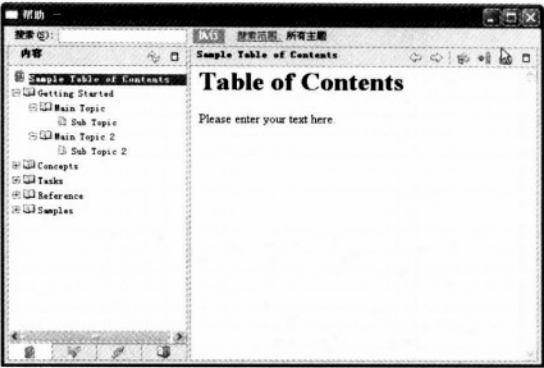 帮助 —
搜索(S):
执行 搜索范围: 所有主题
内容
Sample Table of Contents
Sample Table of Contents
Getting Started
Main Topic
Sub Topic
Main Topic 2
Sub Topic 2
Concepts
Tasks
Reference
Samples
Table of Contents
Please enter your text here.